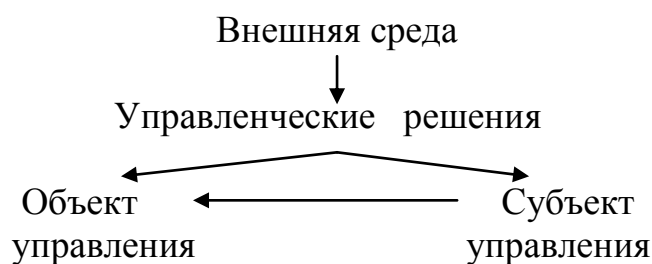 Внешняя среда
Управленческие решения
Объект
управления
Субъект
управления